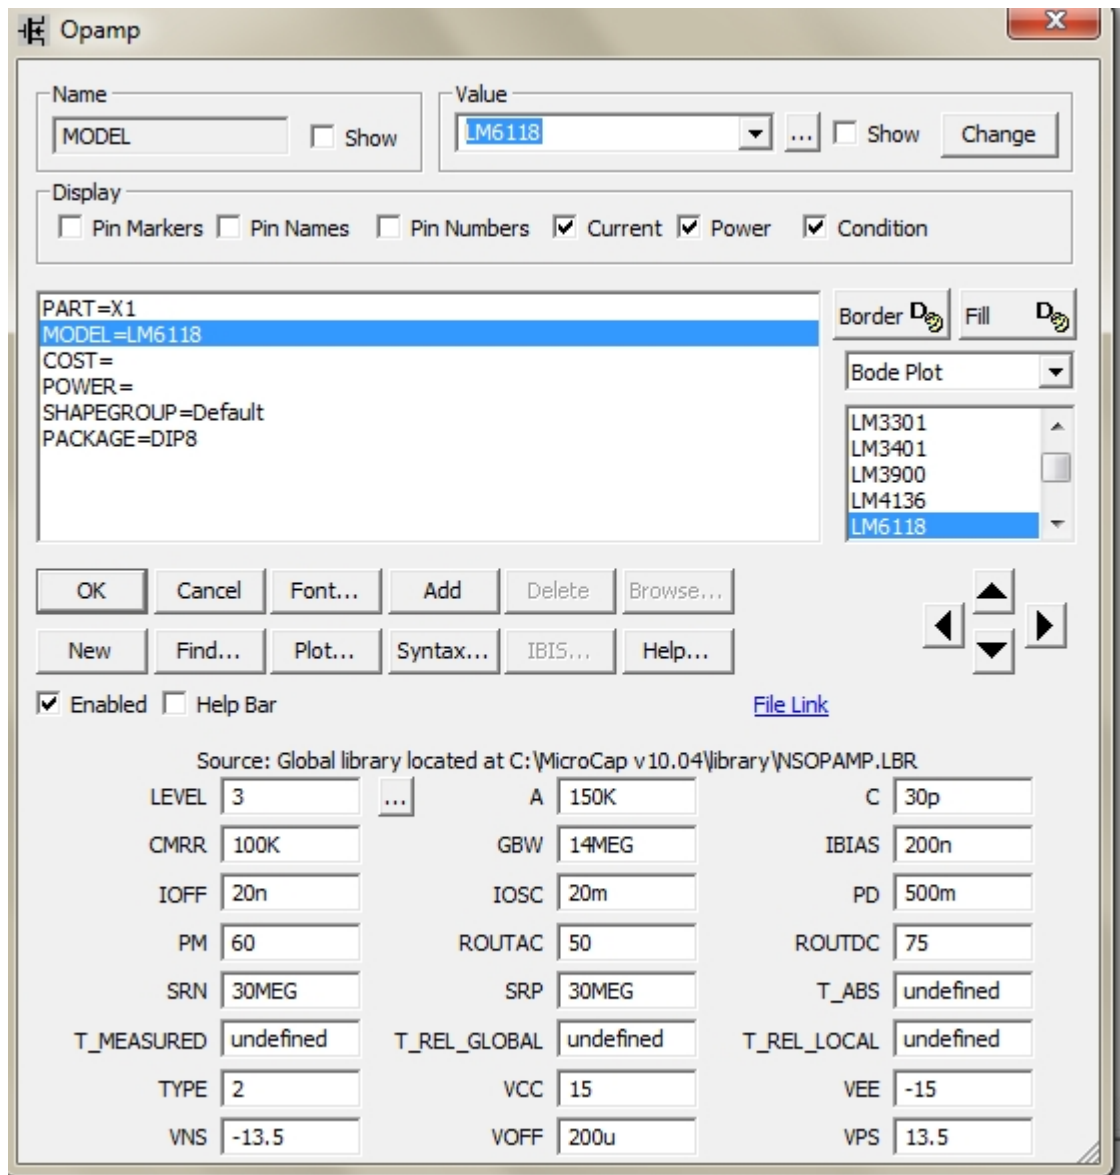 Opamp
Name
MODEL
Show
Value
LM6118
...
Show
Change
Display
Pin Markers Pin Names Pin Numbers Current Power Condition
PART=X1
MODEL=LM6118
COST=
POWER=
SHAPEGROUP=Default
PACKAGE=DIP8
Border D Fill D
Bode Plot
LM3301
LM3401
LM3900
LM4136
LM6118
OK Cancel Font... Add Delete Browse...
New Find... Plot... Syntax... IBIS... Help...
Enabled Help Bar File Link
Source: Global library located at C:\MicroCap v10.04\library\NSOPAMP.LBR
LEVEL 3 ... A 150K C 30p
CMRR 100K GBW 14MEG IBIAS 200n
IOFF 20n IOSC 20m PD 500m
PM 60 ROUTAC 50 ROUTDC 75
SRN 30MEG SRP 30MEG T_ABS undefined
T_MEASURED undefined T_REL_GLOBAL undefined T_REL_LOCAL undefined
TYPE 2 VCC 15 VEE -15
VNS -13.5 VOFF 200u VPS 13.5